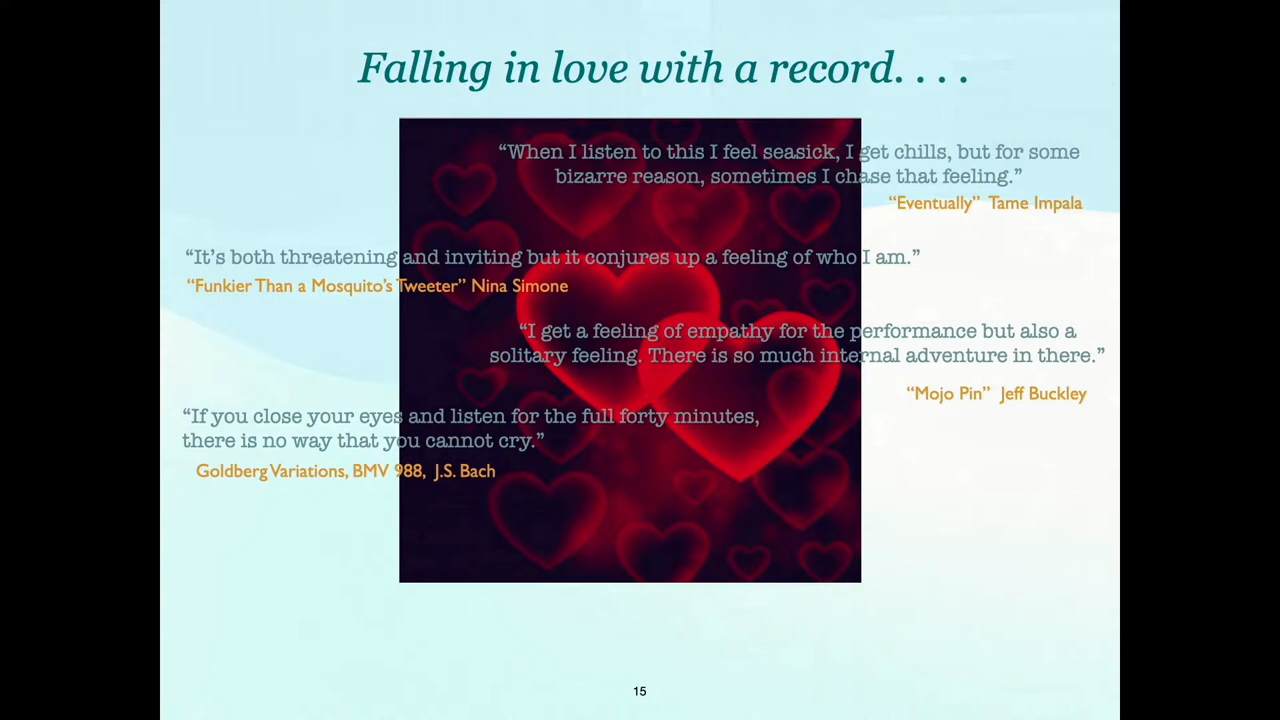 Falling in love with a record. . . .
“When I listen to this I feel seasick, I get chills, but for some
bizarre reason, sometimes I chase that feeling.”
“Eventually” Tame Impala
“It’s both threatening and inviting but it conjures up a feeling of who I am.”
“Funkier Than a Mosquito’s Tweeter” Nina Simone
“I get a feeling of empathy for the performance but also a
solitary feeling. There is so much internal adventure in there.”
“Mojo Pin” Jeff Buckley
“If you close your eyes and listen for the full forty minutes,
there is no way that you cannot cry.”
Goldberg Variations, BMV 988, J.S. Bach
15